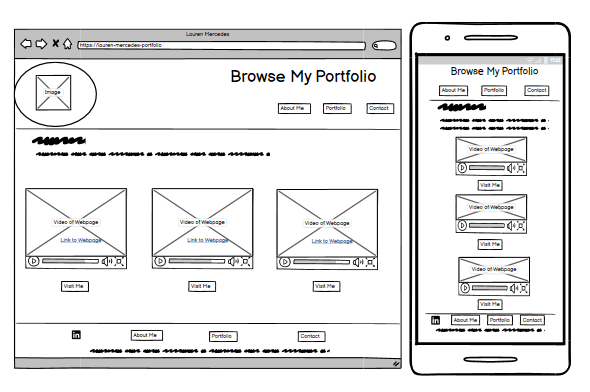 Lauren Mercedes
https://lauren-mercedes-portfolio
Image
Browse My Portfolio
About Me Portfolio Contact
Video of Webpage Video of Webpage Video of Webpage
Link to Webpage Link to Webpage Link to Webpage
Visit Me Visit Me Visit Me
in About Me Portfolio Contact
Browse My Portfolio
About Me Portfolio Contact
Video of Webpage
Visit Me
Video of Webpage
Visit Me
Video of Webpage
Visit Me
in About Me Portfolio Contact